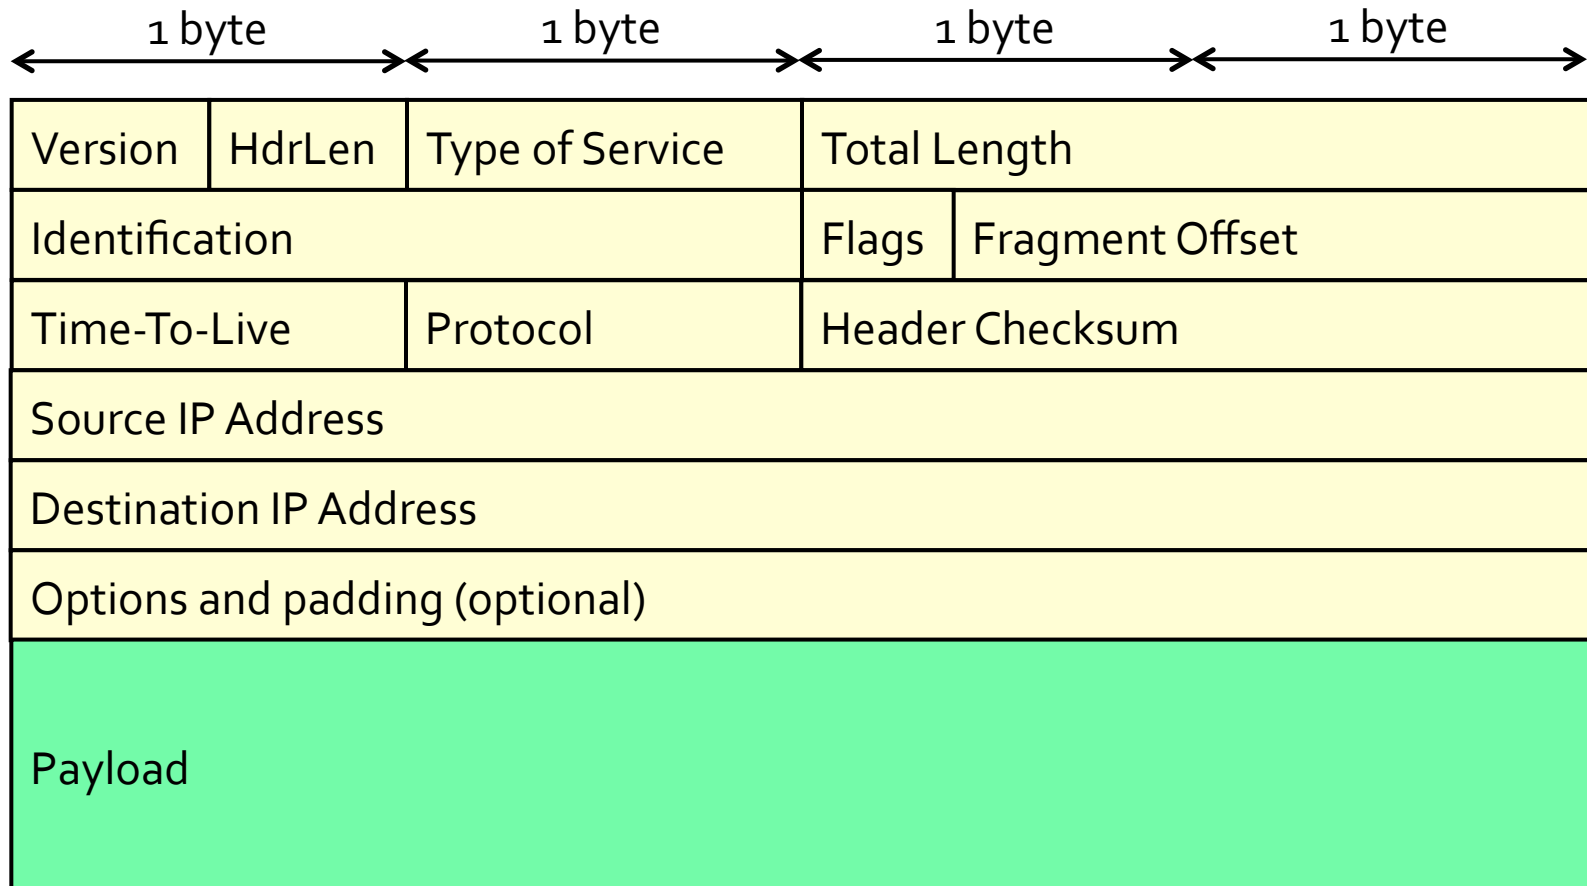 1 byte 1 byte 1 byte 1 byte
Version HdrLen Type of Service Total Length
Identification Flags Fragment Offset
Time-To-Live Protocol Header Checksum
Source IP Address
Destination IP Address
Options and padding (optional)
Payload